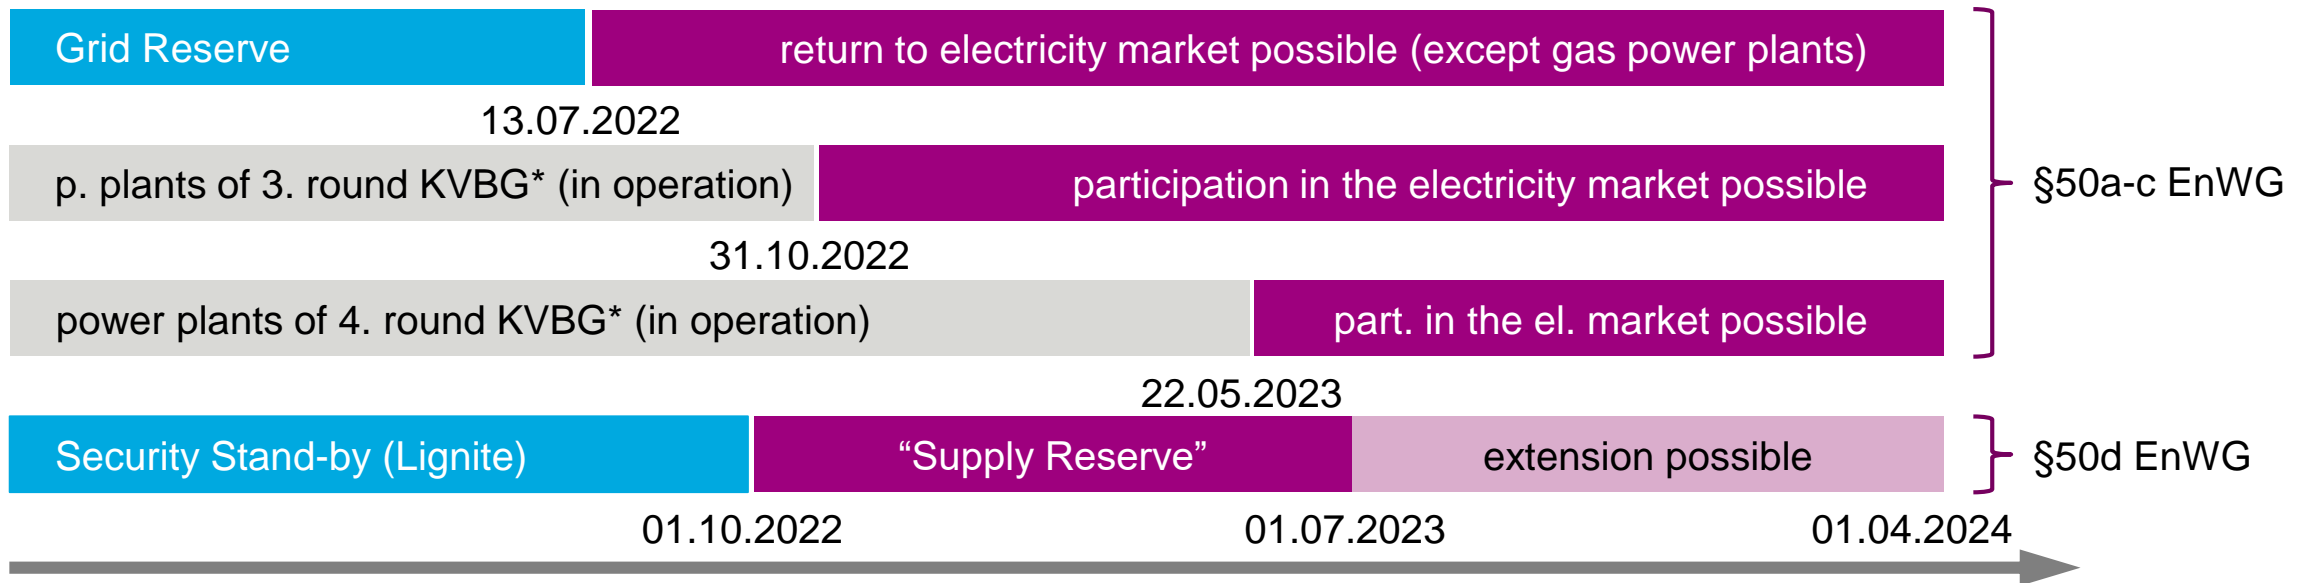 Grid Reserve
return to electricity market possible (except gas power plants)
13.07.2022
p. plants of 3. round KVBG* (in operation)
participation in the electricity market possible
§50a-c EnWG
31.10.2022
power plants of 4. round KVBG* (in operation)
part. in the el. market possible
22.05.2023
Security Stand-by (Lignite)
“Supply Reserve”
extension possible
§50d EnWG
01.10.2022
01.07.2023
01.04.2024